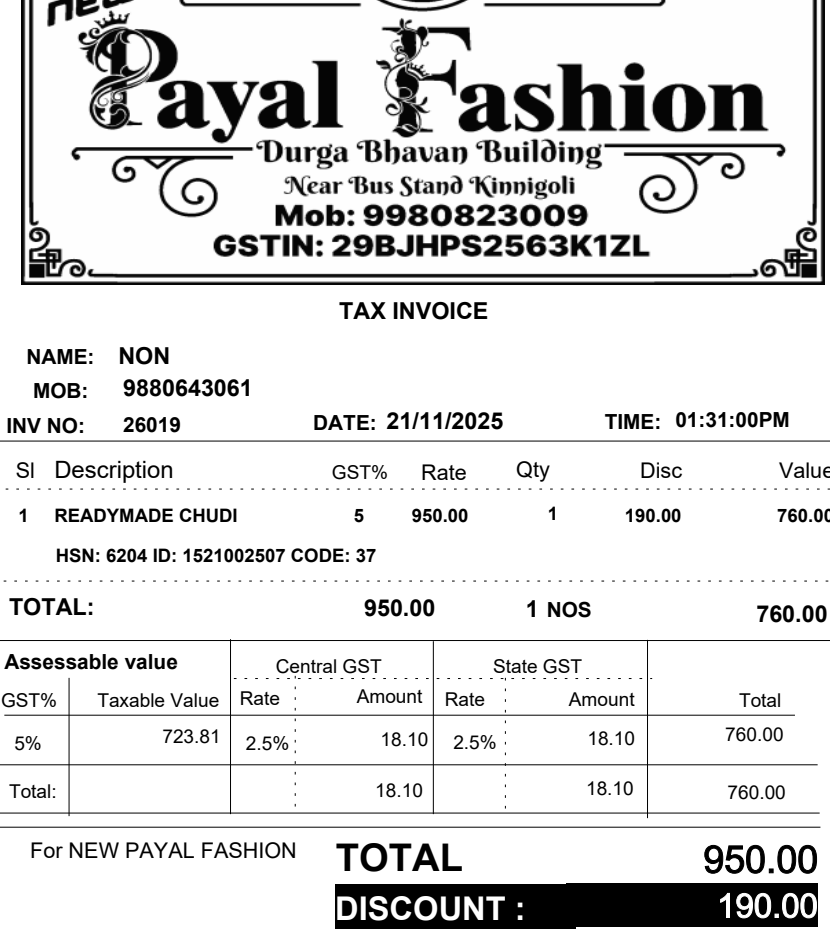 new
Payal Fashion
Durga Bhavan Building
Near Bus Stand Kinnigoli
Mob: 9980823009
GSTIN: 29BJHPS2563K1ZL
TAX INVOICE
NAME: NON
MOB: 9880643061
INV NO: 26019 DATE: 21/11/2025 TIME: 01:31:00PM
Sl Description GST% Rate Qty Disc Value
1 READYMADE CHUDI 5 950.00 1 190.00 760.00
HSN: 6204 ID: 1521002507 CODE: 37
TOTAL: 950.00 1 NOS 760.00
Assessable value Central GST State GST
GST% Taxable Value Rate Amount Rate Amount Total
5% 723.81 2.5% 18.10 2.5% 18.10 760.00
Total: 18.10 18.10 760.00
For NEW PAYAL FASHION TOTAL 950.00
DISCOUNT : 190.00